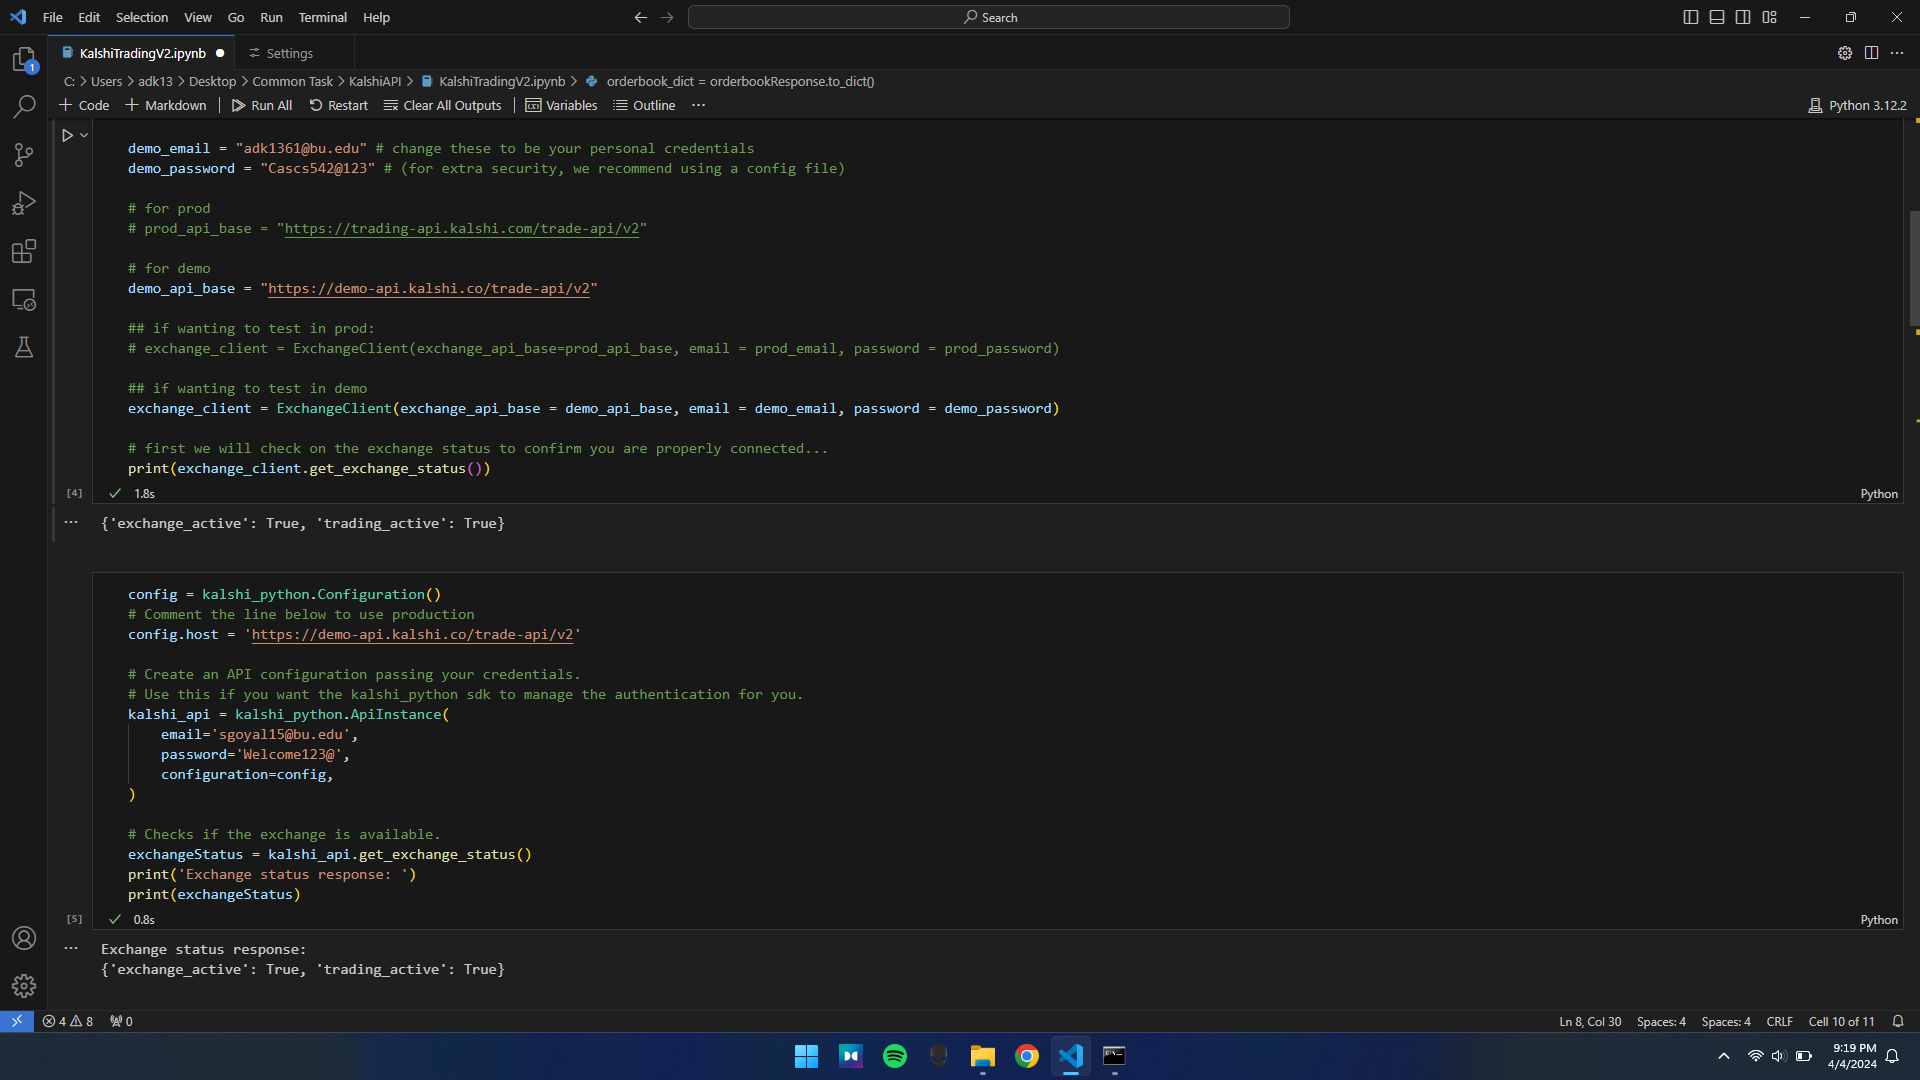 File Edit Selection View Go Run Terminal Help
Search
KalshiTradingV2.ipynb
Settings
1
C: > Users > adk13 > Desktop > Common Task > KalshiAPI > KalshiTradingV2.ipynb > orderbook_dict = orderbookResponse.to_dict()
+ Code + Markdown | Run All Restart Clear All Outputs | Variables Outline ...
Python 3.12.2
demo_email = "adk1361@bu.edu" # change these to be your personal credentials
demo_password = "Cascs542@123" # (for extra security, we recommend using a config file)
# for prod
# prod_api_base = "https://trading-api.kalshi.com/trade-api/v2"
# for demo
demo_api_base = "https://demo-api.kalshi.co/trade-api/v2"
## if wanting to test in prod:
# exchange_client = ExchangeClient(exchange_api_base=prod_api_base, email = prod_email, password = prod_password)
## if wanting to test in demo
exchange_client = ExchangeClient(exchange_api_base = demo_api_base, email = demo_email, password = demo_password)
# first we will check on the exchange status to confirm you are properly connected...
print(exchange_client.get_exchange_status())
[4] 1.8s Python
... {'exchange_active': True, 'trading_active': True}
config = kalshi_python.Configuration()
# Comment the line below to use production
config.host = 'https://demo-api.kalshi.co/trade-api/v2'
# Create an API configuration passing your credentials.
# Use this if you want the kalshi_python sdk to manage the authentication for you.
kalshi_api = kalshi_python.ApiInstance(
    email='sgoyal15@bu.edu',
    password='Welcome123@',
    configuration=config,
)
# Checks if the exchange is available.
exchangeStatus = kalshi_api.get_exchange_status()
print('Exchange status response: ')
print(exchangeStatus)
[5] 0.8s Python
... Exchange status response:
{'exchange_active': True, 'trading_active': True}
4 8 0
Ln 8, Col 30 Spaces: 4 Spaces: 4 CRLF Cell 10 of 11
9:19 PM
4/4/2024